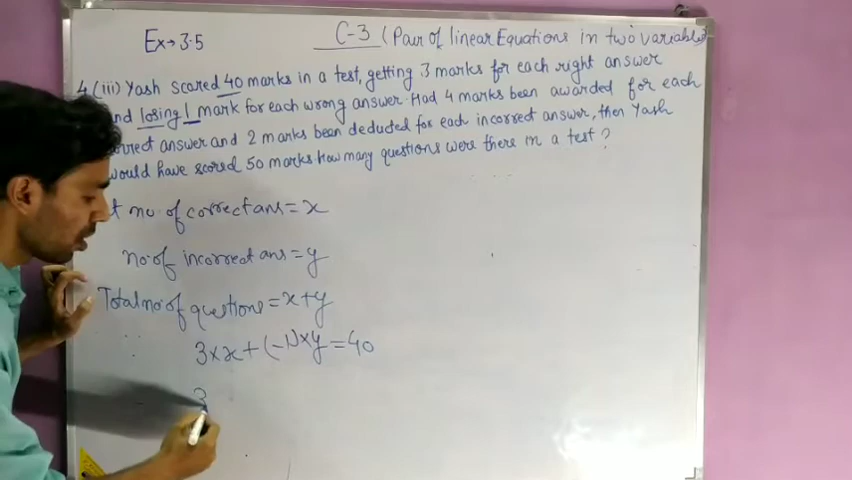 Ex→3.5
C-3 (Pair of linear Equations in two variables)
4 (iii) Yash scored 40 marks in a test, getting 3 marks for each right answer
losing 1 mark for each wrong answer. Had 4 marks been awarded for each
answer and 2 marks been deducted for each incorrect answer, then Yash
would have scored 50 marks. How many questions were there in a test?
no. of correct ans = x
no. of incorrect ans = y
Total no. of questions = x+y
3×x+(-1)×y=40
3